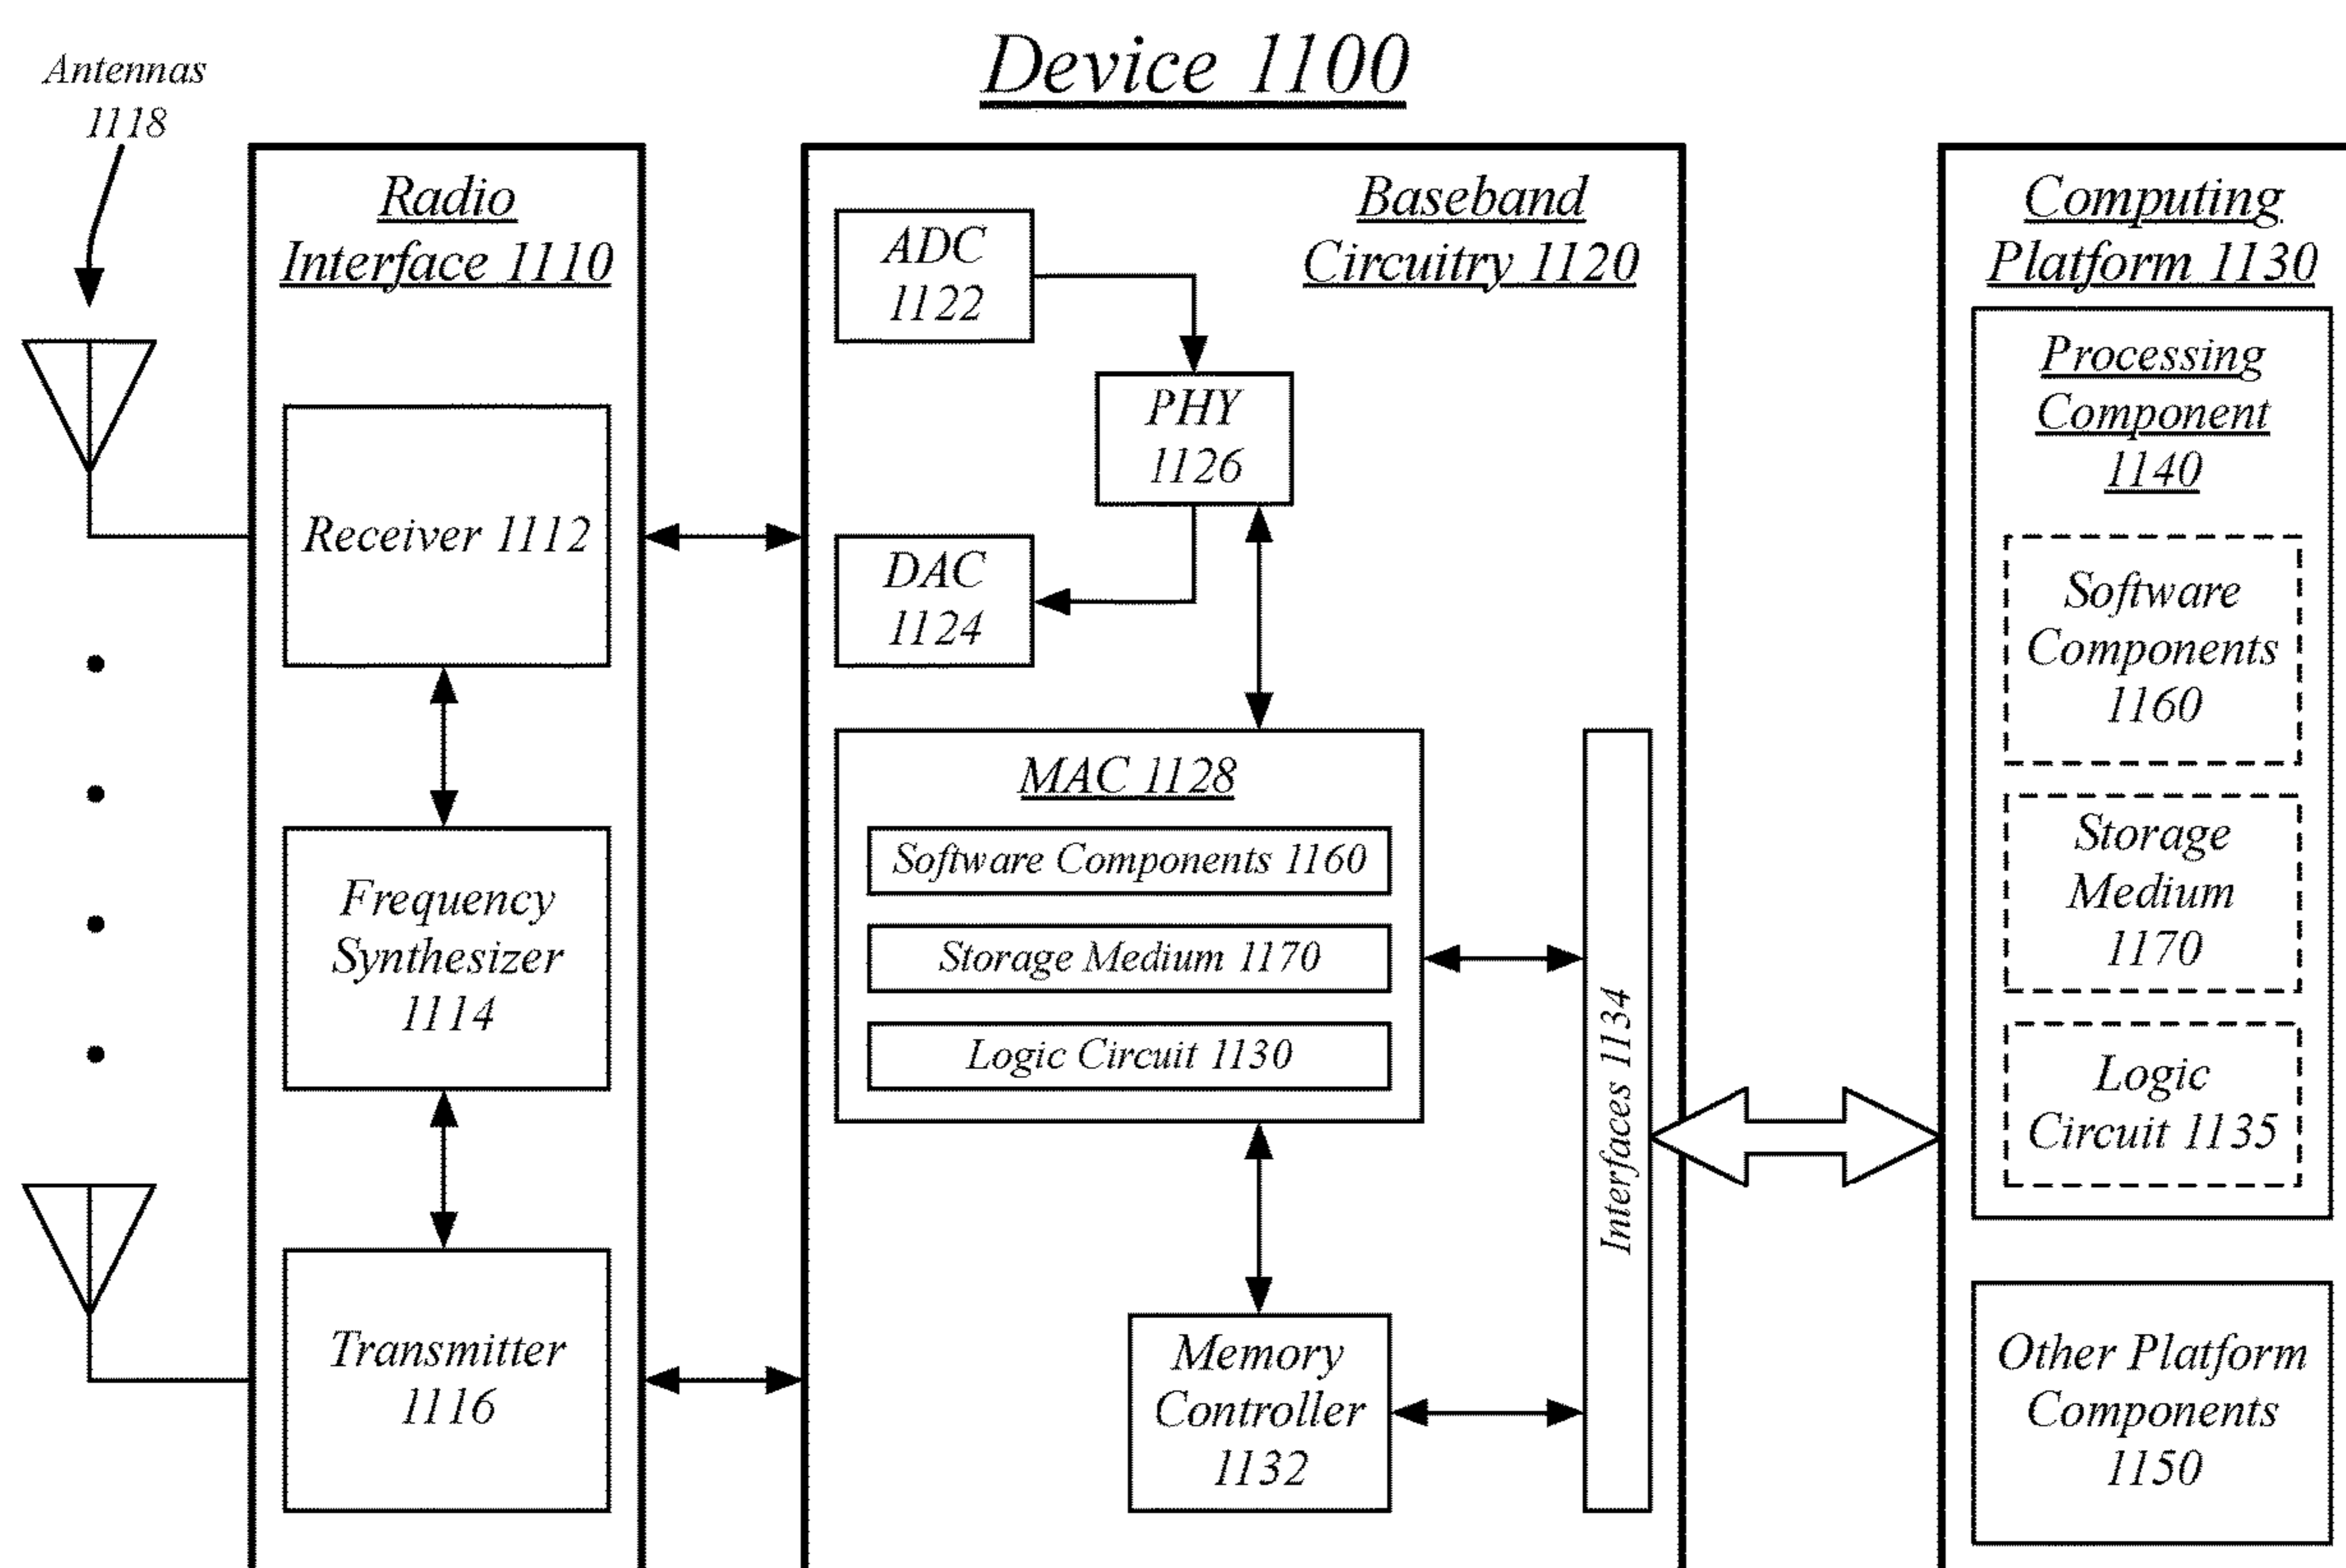 Device 1100
Antennas
1118
Radio
Interface 1110
Receiver 1112
Frequency
Synthesizer
1114
Transmitter
1116
Baseband
Circuitry 1120
ADC
1122
PHY
1126
DAC
1124
MAC 1128
Software Components 1160
Storage Medium 1170
Logic Circuit 1130
Interfaces 1134
Memory
Controller
1132
Computing
Platform 1130
Processing
Component
1140
Software
Components
1160
Storage
Medium
1170
Logic
Circuit 1135
Other Platform
Components
1150